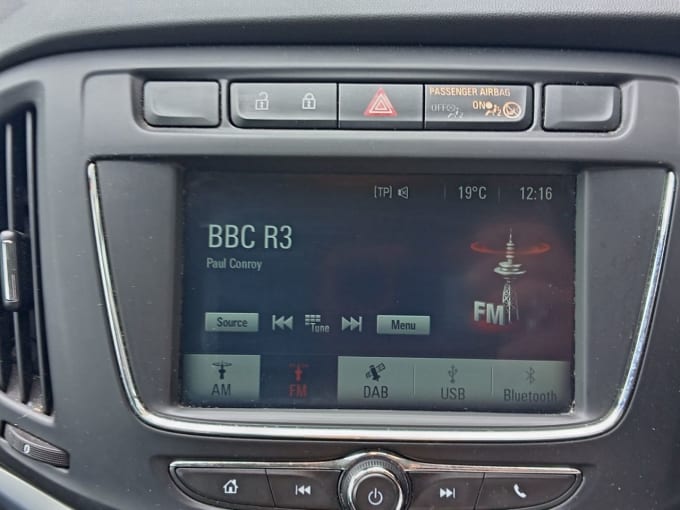 PASSENGER AIRBAG
OFF ON
[TP] 19°C 12:16
BBC R3
Paul Conroy
FM
Source Tune Menu
AM FM DAB USB Bluetooth